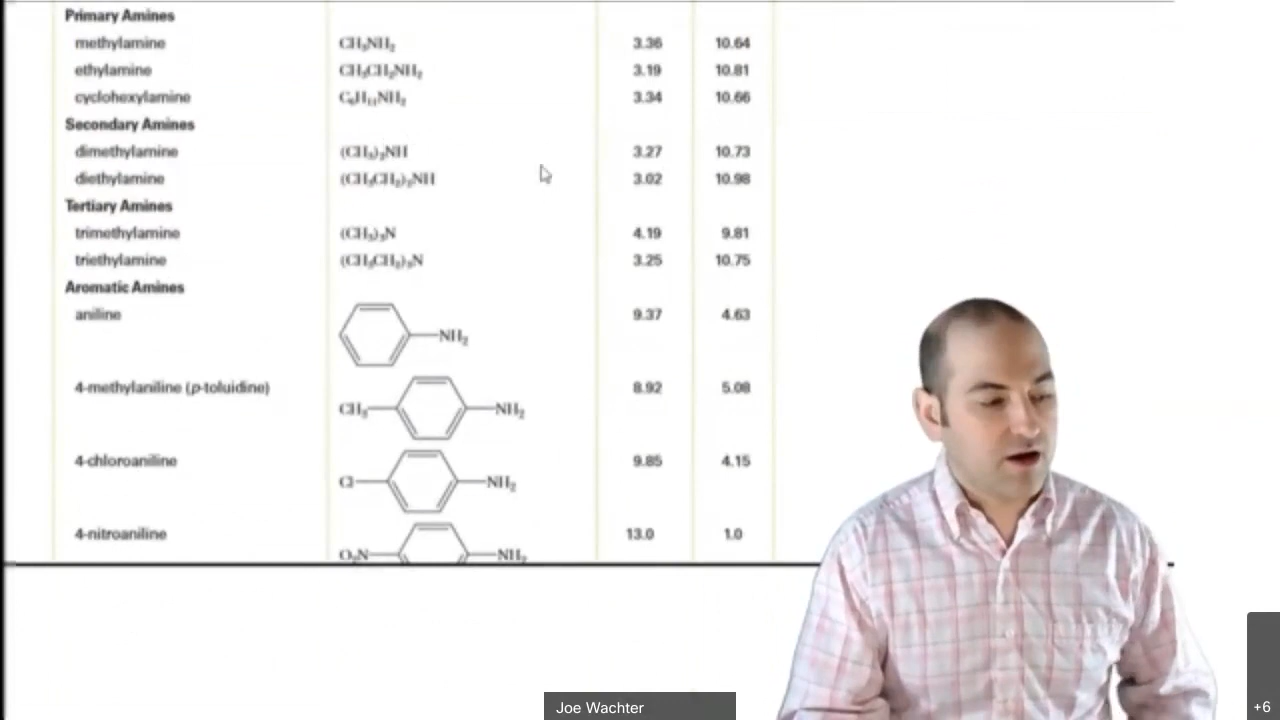 Primary Amines
methylamine CH₃NH₂ 3.36 10.64
ethylamine CH₃CH₂NH₂ 3.19 10.81
cyclohexylamine C₆H₁₁NH₂ 3.34 10.66
Secondary Amines
dimethylamine (CH₃)₂NH 3.27 10.73
diethylamine (CH₃CH₂)₂NH 3.02 10.98
Tertiary Amines
trimethylamine (CH₃)₃N 4.19 9.81
triethylamine (CH₃CH₂)₃N 3.25 10.75
Aromatic Amines
aniline 9.37 4.63
NH₂
4-methylaniline (p-toluidine) 8.92 5.08
CH₃ NH₂
4-chloroaniline 9.85 4.15
Cl NH₂
4-nitroaniline 13.0 1.0
O₂N NH₂
Joe Wachter
+6